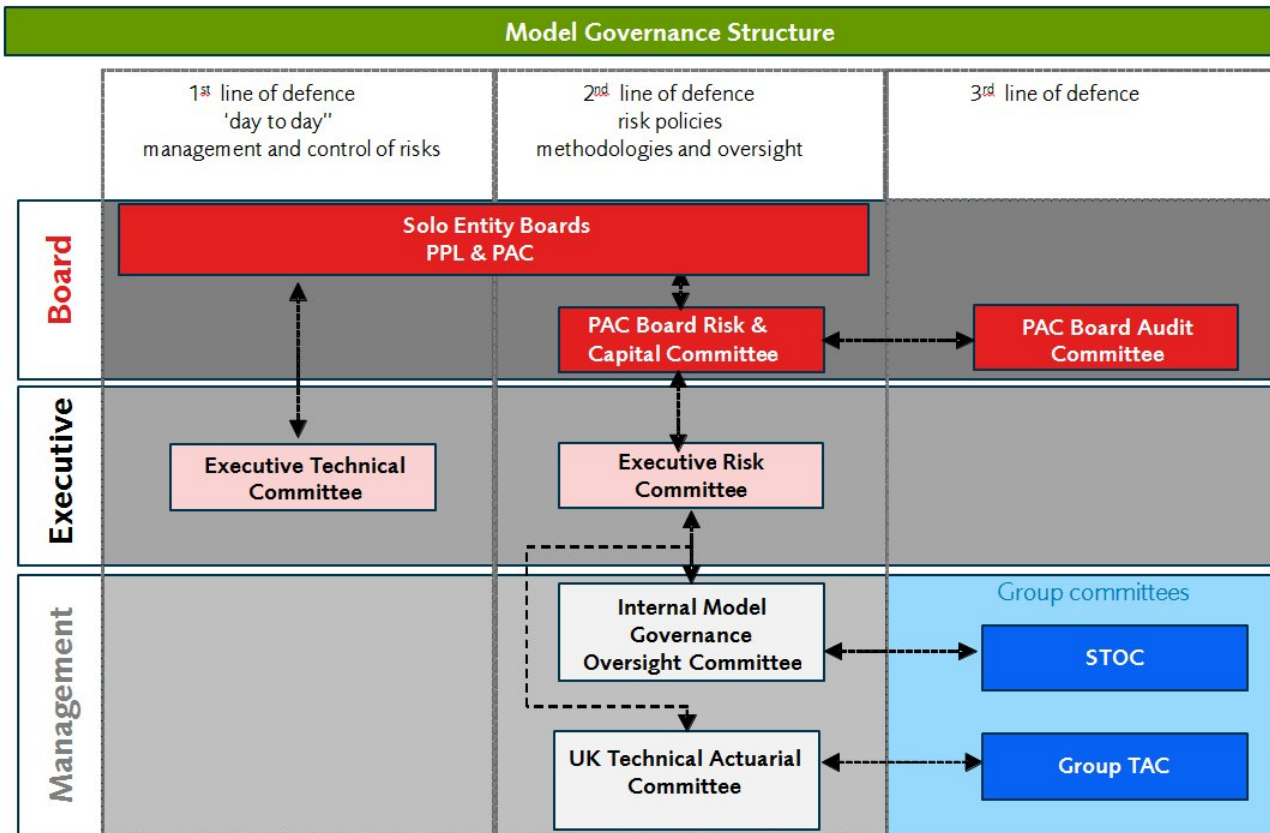 Model Governance Structure
1st line of defence
'day to day''
management and control of risks
2nd line of defence
risk policies
methodologies and oversight
3rd line of defence
Board
Solo Entity Boards
PPL & PAC
PAC Board Risk &
Capital Committee
PAC Board Audit
Committee
Executive
Executive Technical
Committee
Executive Risk
Committee
Management
Internal Model
Governance
Oversight Committee
Group committees
STOC
UK Technical Actuarial
Committee
Group TAC